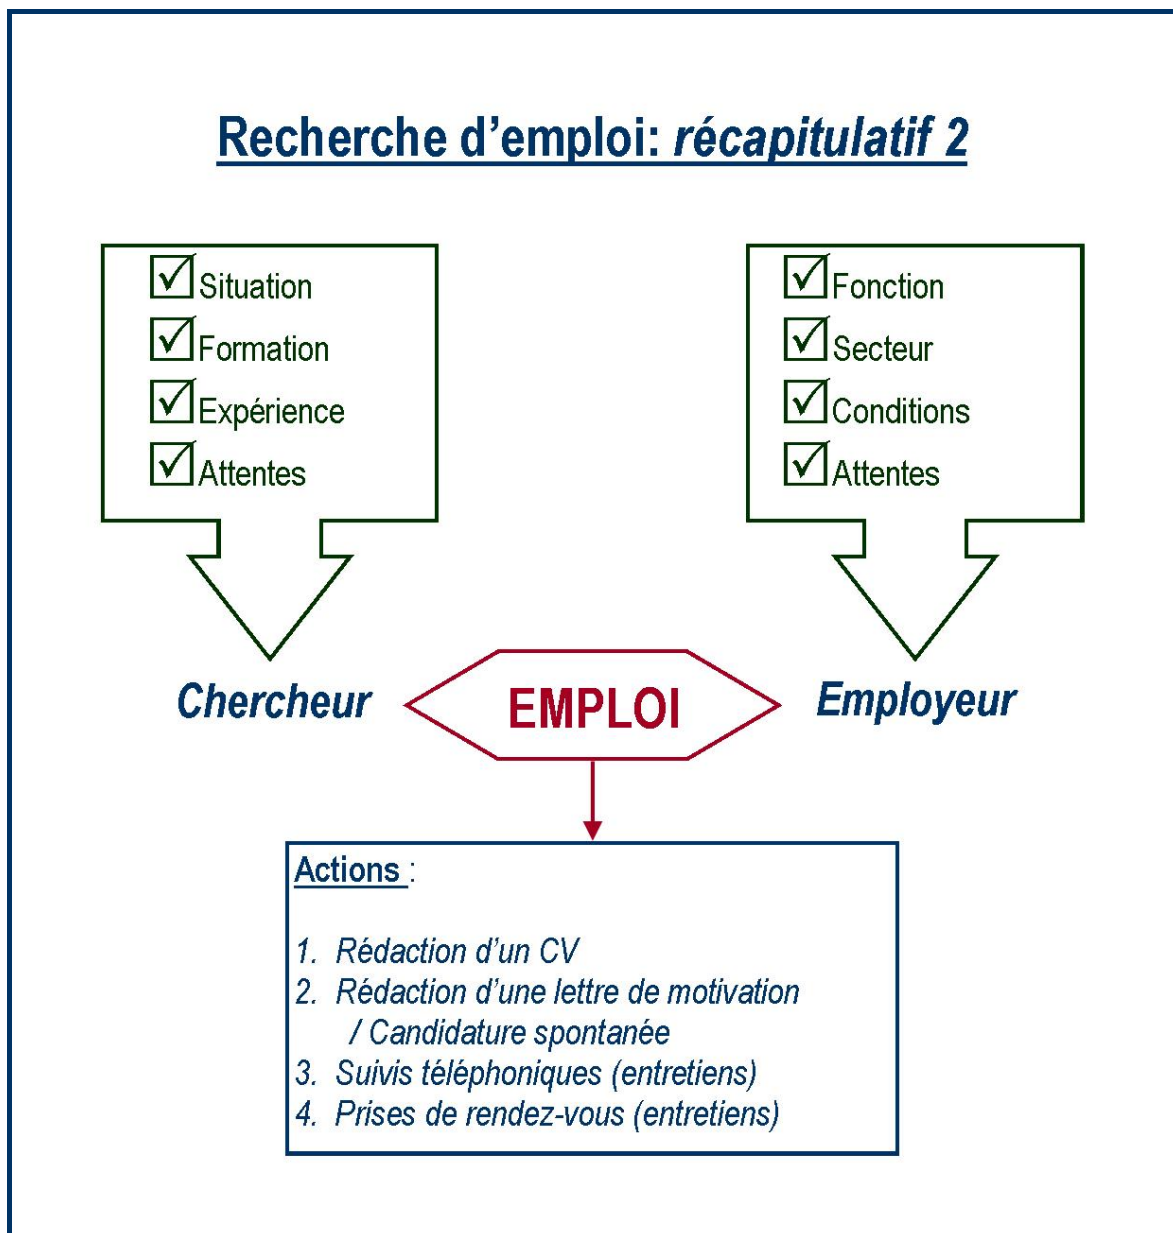 Recherche d’emploi: récapitulatif 2
Situation
Formation
Expérience
Attentes
Fonction
Secteur
Conditions
Attentes
Chercheur
EMPLOI
Employeur
Actions :
1. Rédaction d’un CV
2. Rédaction d’une lettre de motivation
/ Candidature spontanée
3. Suivis téléphoniques (entretiens)
4. Prises de rendez-vous (entretiens)